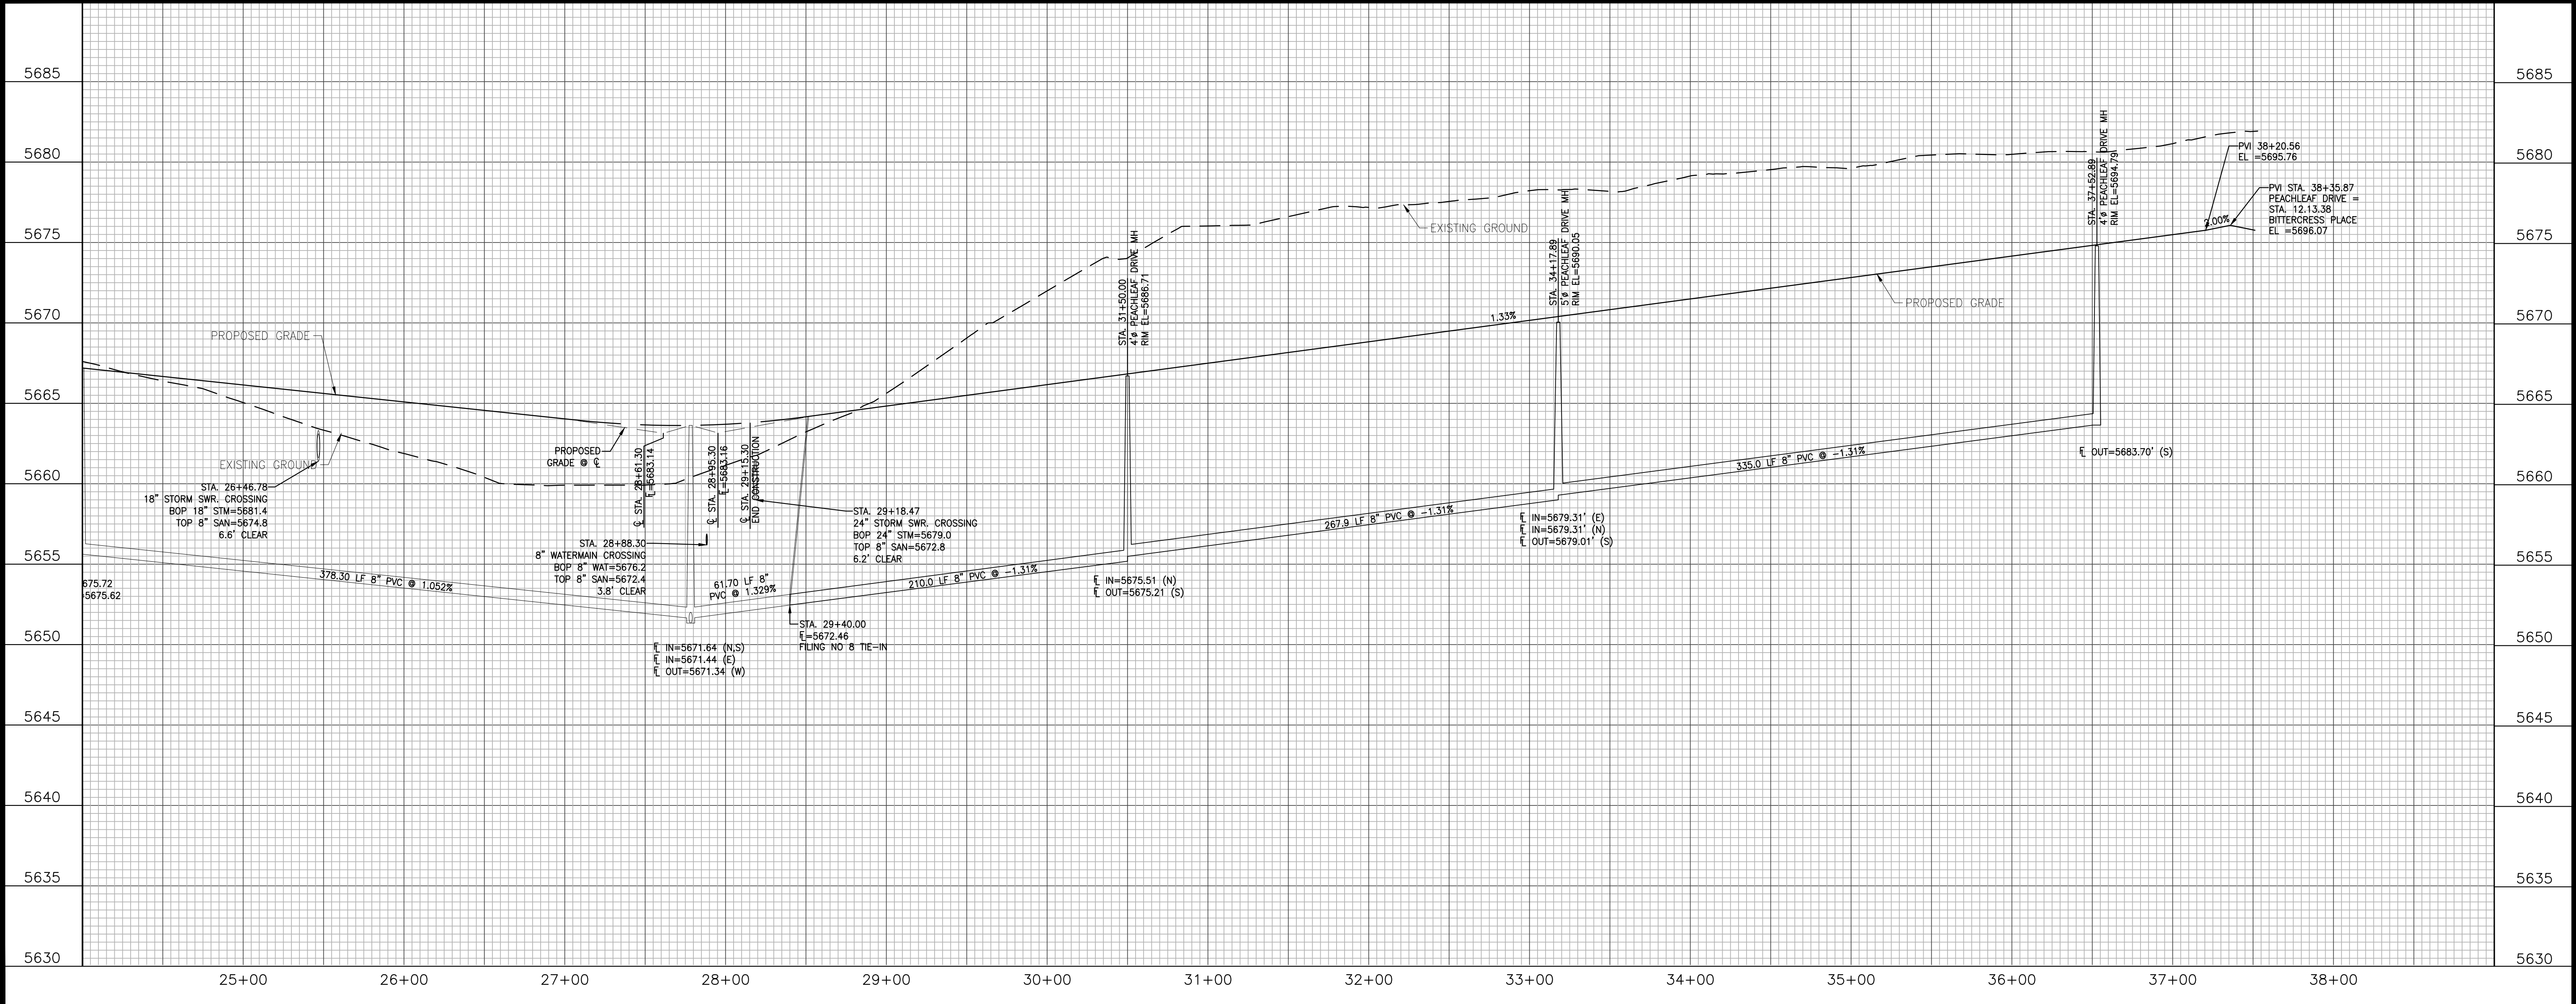 5685
5685
5680
5680
5675
5675
5670
5670
5665
5665
5660
5660
5655
5655
5650
5650
5645
5645
5640
5640
5635
5635
5630
5630
PROPOSED GRADE
EXISTING GROUND
STA. 26+46.78
18" STORM SWR. CROSSING
BOP 18" STM=5681.4
TOP 8" SAN=5674.8
6.6' CLEAR
675.72
5675.62
378.30 LF 8" PVC @ 1.052%
PROPOSED
GRADE @ ℄
℄ STA. 28+61.30
FL=5683.14
℄ STA. 28+95.30
FL=5683.16
℄ STA. 29+15.30
END CONSTRUCTION
STA. 28+88.30
8" WATERMAIN CROSSING
BOP 8" WAT=5676.2
TOP 8" SAN=5672.4
3.8' CLEAR
61.70 LF 8"
PVC @ 1.329%
STA. 29+18.47
24" STORM SWR. CROSSING
BOP 24" STM=5679.0
TOP 8" SAN=5672.8
6.2' CLEAR
FL IN=5671.64 (N,S)
FL IN=5671.44 (E)
FL OUT=5671.34 (W)
STA. 29+40.00
FL=5672.46
FILING NO 8 TIE-IN
210.0 LF 8" PVC @ -1.31%
STA. 31+50.00
4'ø PEACHLEAF DRIVE MH
RIM EL=5686.71
FL IN=5675.51 (N)
FL OUT=5675.21 (S)
EXISTING GROUND
1.33%
267.9 LF 8" PVC @ -1.31%
STA. 34+17.89
5'ø PEACHLEAF DRIVE MH
RIM EL=5690.05
FL IN=5679.31' (E)
FL IN=5679.31' (N)
FL OUT=5679.01' (S)
335.0 LF 8" PVC @ -1.31%
PROPOSED GRADE
STA. 37+52.89
4'ø PEACHLEAF DRIVE MH
RIM EL=5694.79
FL OUT=5683.70' (S)
PVI 38+20.56
EL =5695.76
2.00%
PVI STA. 38+35.87
PEACHLEAF DRIVE =
STA. 12.13.38
BITTERCRESS PLACE
EL =5696.07
25+00
26+00
27+00
28+00
29+00
30+00
31+00
32+00
33+00
34+00
35+00
36+00
37+00
38+00